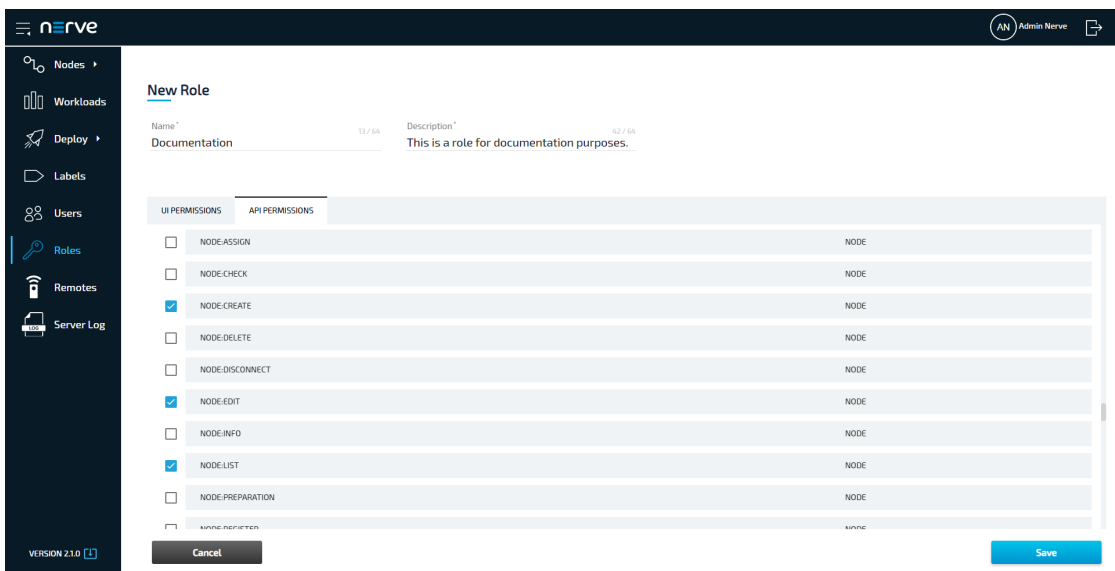 nerve
AN Admin Nerve
Nodes
Workloads
Deploy
Labels
Users
Roles
Remotes
LOG Server Log
VERSION 2.1.0
New Role
Name* 13 / 64
Documentation
Description* 42 / 64
This is a role for documentation purposes.
UI PERMISSIONS API PERMISSIONS
NODE:ASSIGN NODE
NODE:CHECK NODE
NODE:CREATE NODE
NODE:DELETE NODE
NODE:DISCONNECT NODE
NODE:EDIT NODE
NODE:INFO NODE
NODE:LIST NODE
NODE:PREPARATION NODE
NODE:REGISTER NODE
Cancel Save